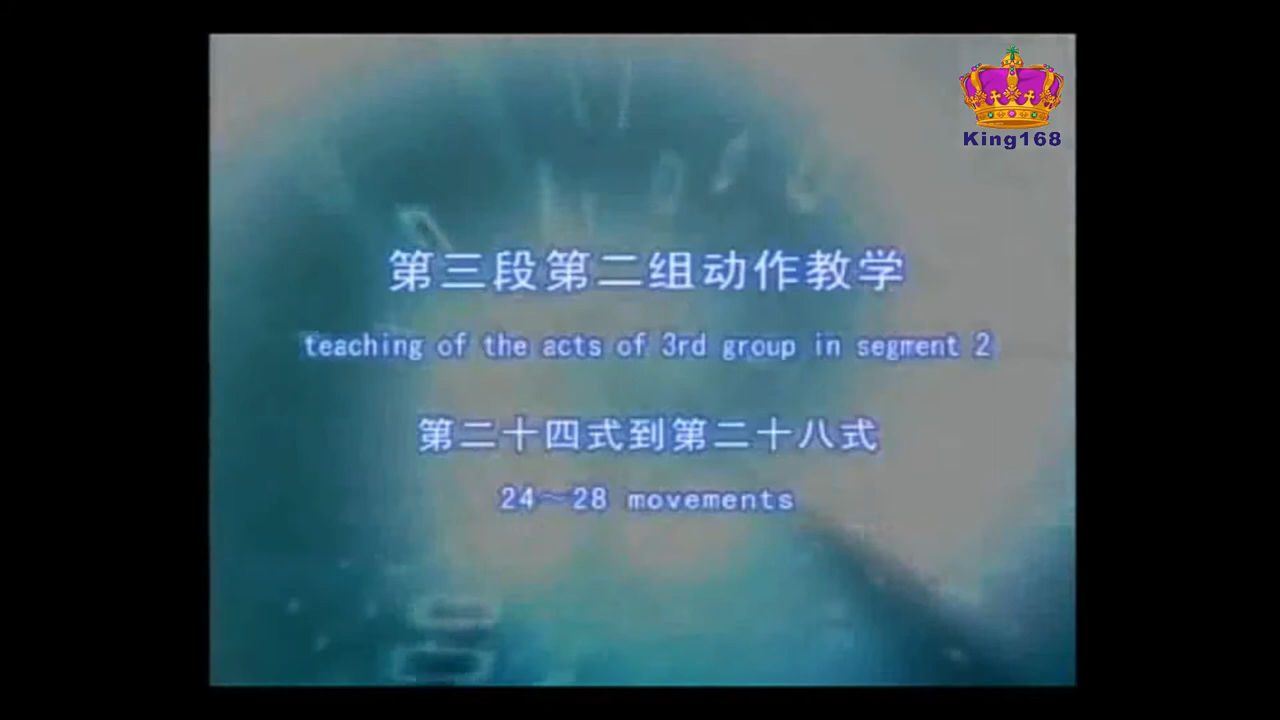 King168
第三段第二组动作教学
teaching of the acts of 3rd group in segment 2
第二十四式到第二十八式
24～28 movements